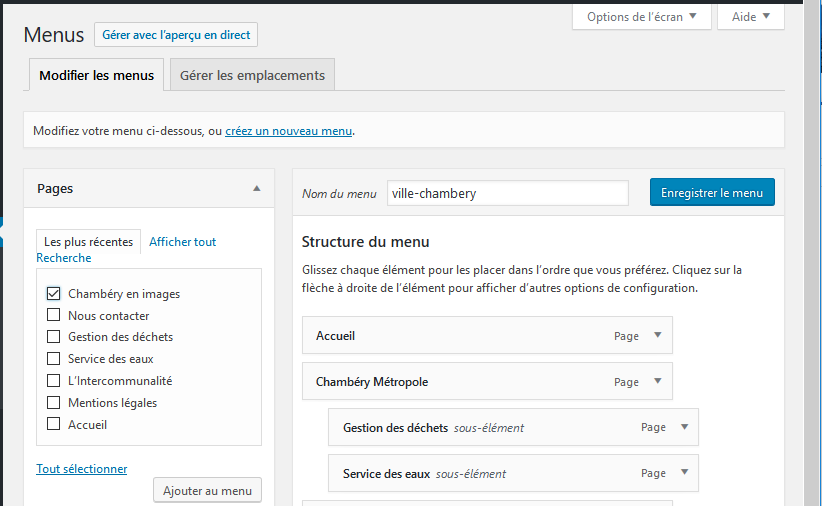 Options de l'écran
Aide
Menus
Gérer avec l'aperçu en direct
Modifier les menus
Gérer les emplacements
Modifiez votre menu ci-dessous, ou créez un nouveau menu.
Pages
Les plus récentes
Afficher tout
Recherche
Chambéry en images
Nous contacter
Gestion des déchets
Service des eaux
L'Intercommunalité
Mentions légales
Accueil
Tout sélectionner
Ajouter au menu
Nom du menu
ville-chambery
Enregistrer le menu
Structure du menu
Glissez chaque élément pour les placer dans l'ordre que vous préférez. Cliquez sur la
flèche à droite de l'élément pour afficher d'autres options de configuration.
Accueil Page
Chambéry Métropole Page
Gestion des déchets sous-élément Page
Service des eaux sous-élément Page